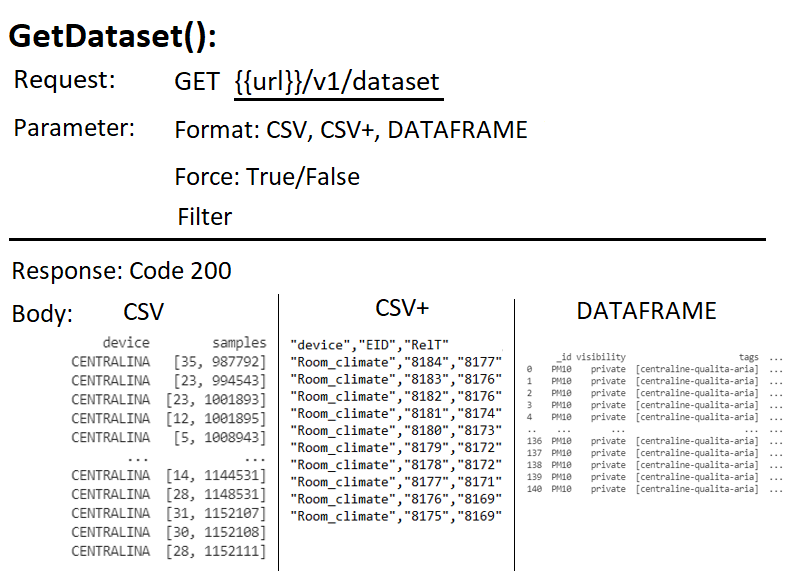 GetDataset():
Request: GET {{url}}/v1/dataset
Parameter: Format: CSV, CSV+, DATAFRAME
Force: True/False
Filter
Response: Code 200
Body:
CSV
device samples
CENTRALINA [35, 987792]
CENTRALINA [23, 994543]
CENTRALINA [23, 1001893]
CENTRALINA [12, 1001895]
CENTRALINA [5, 1008943]
... ...
CENTRALINA [14, 1144531]
CENTRALINA [28, 1148531]
CENTRALINA [31, 1152107]
CENTRALINA [30, 1152108]
CENTRALINA [28, 1152111]
CSV+
"device","EID","RelT"
"Room_climate","8184","8177"
"Room_climate","8183","8176"
"Room_climate","8182","8176"
"Room_climate","8181","8174"
"Room_climate","8180","8173"
"Room_climate","8179","8172"
"Room_climate","8178","8172"
"Room_climate","8177","8171"
"Room_climate","8176","8169"
"Room_climate","8175","8169"
DATAFRAME
_id visibility tags ...
0 PM10 private [centraline-qualita-aria] ...
1 PM10 private [centraline-qualita-aria] ...
2 PM10 private [centraline-qualita-aria] ...
3 PM10 private [centraline-qualita-aria] ...
4 PM10 private [centraline-qualita-aria] ...
.. ... ... ... ...
136 PM10 private [centraline-qualita-aria] ...
137 PM10 private [centraline-qualita-aria] ...
138 PM10 private [centraline-qualita-aria] ...
139 PM10 private [centraline-qualita-aria] ...
140 PM10 private [centraline-qualita-aria] ...